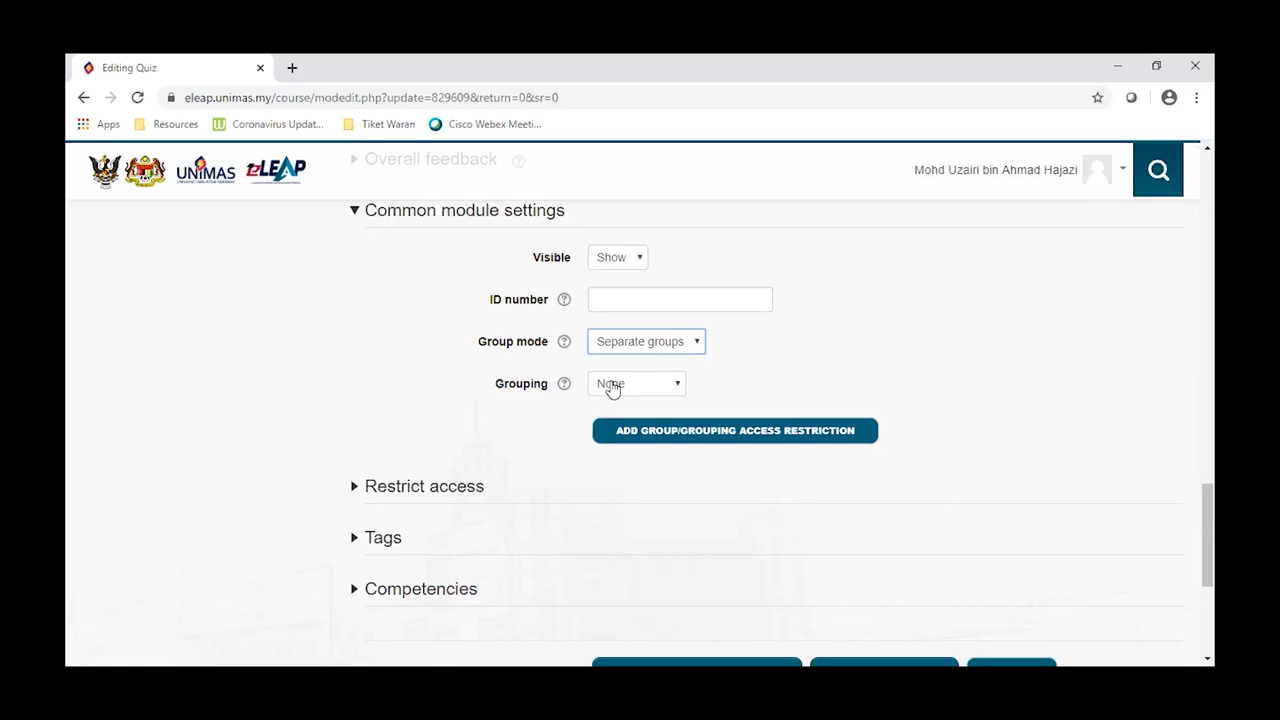 Editing Quiz
eleap.unimas.my/course/modedit.php?update=829609&return=0&sr=0
Apps Resources Coronavirus Updat... Tiket Waran Cisco Webex Meeti...
Overall feedback
UNIMAS eLEAP Mohd Uzairi bin Ahmad Hajazi
Common module settings
Visible Show
ID number
Group mode Separate groups
Grouping None
ADD GROUP/GROUPING ACCESS RESTRICTION
Restrict access
Tags
Competencies